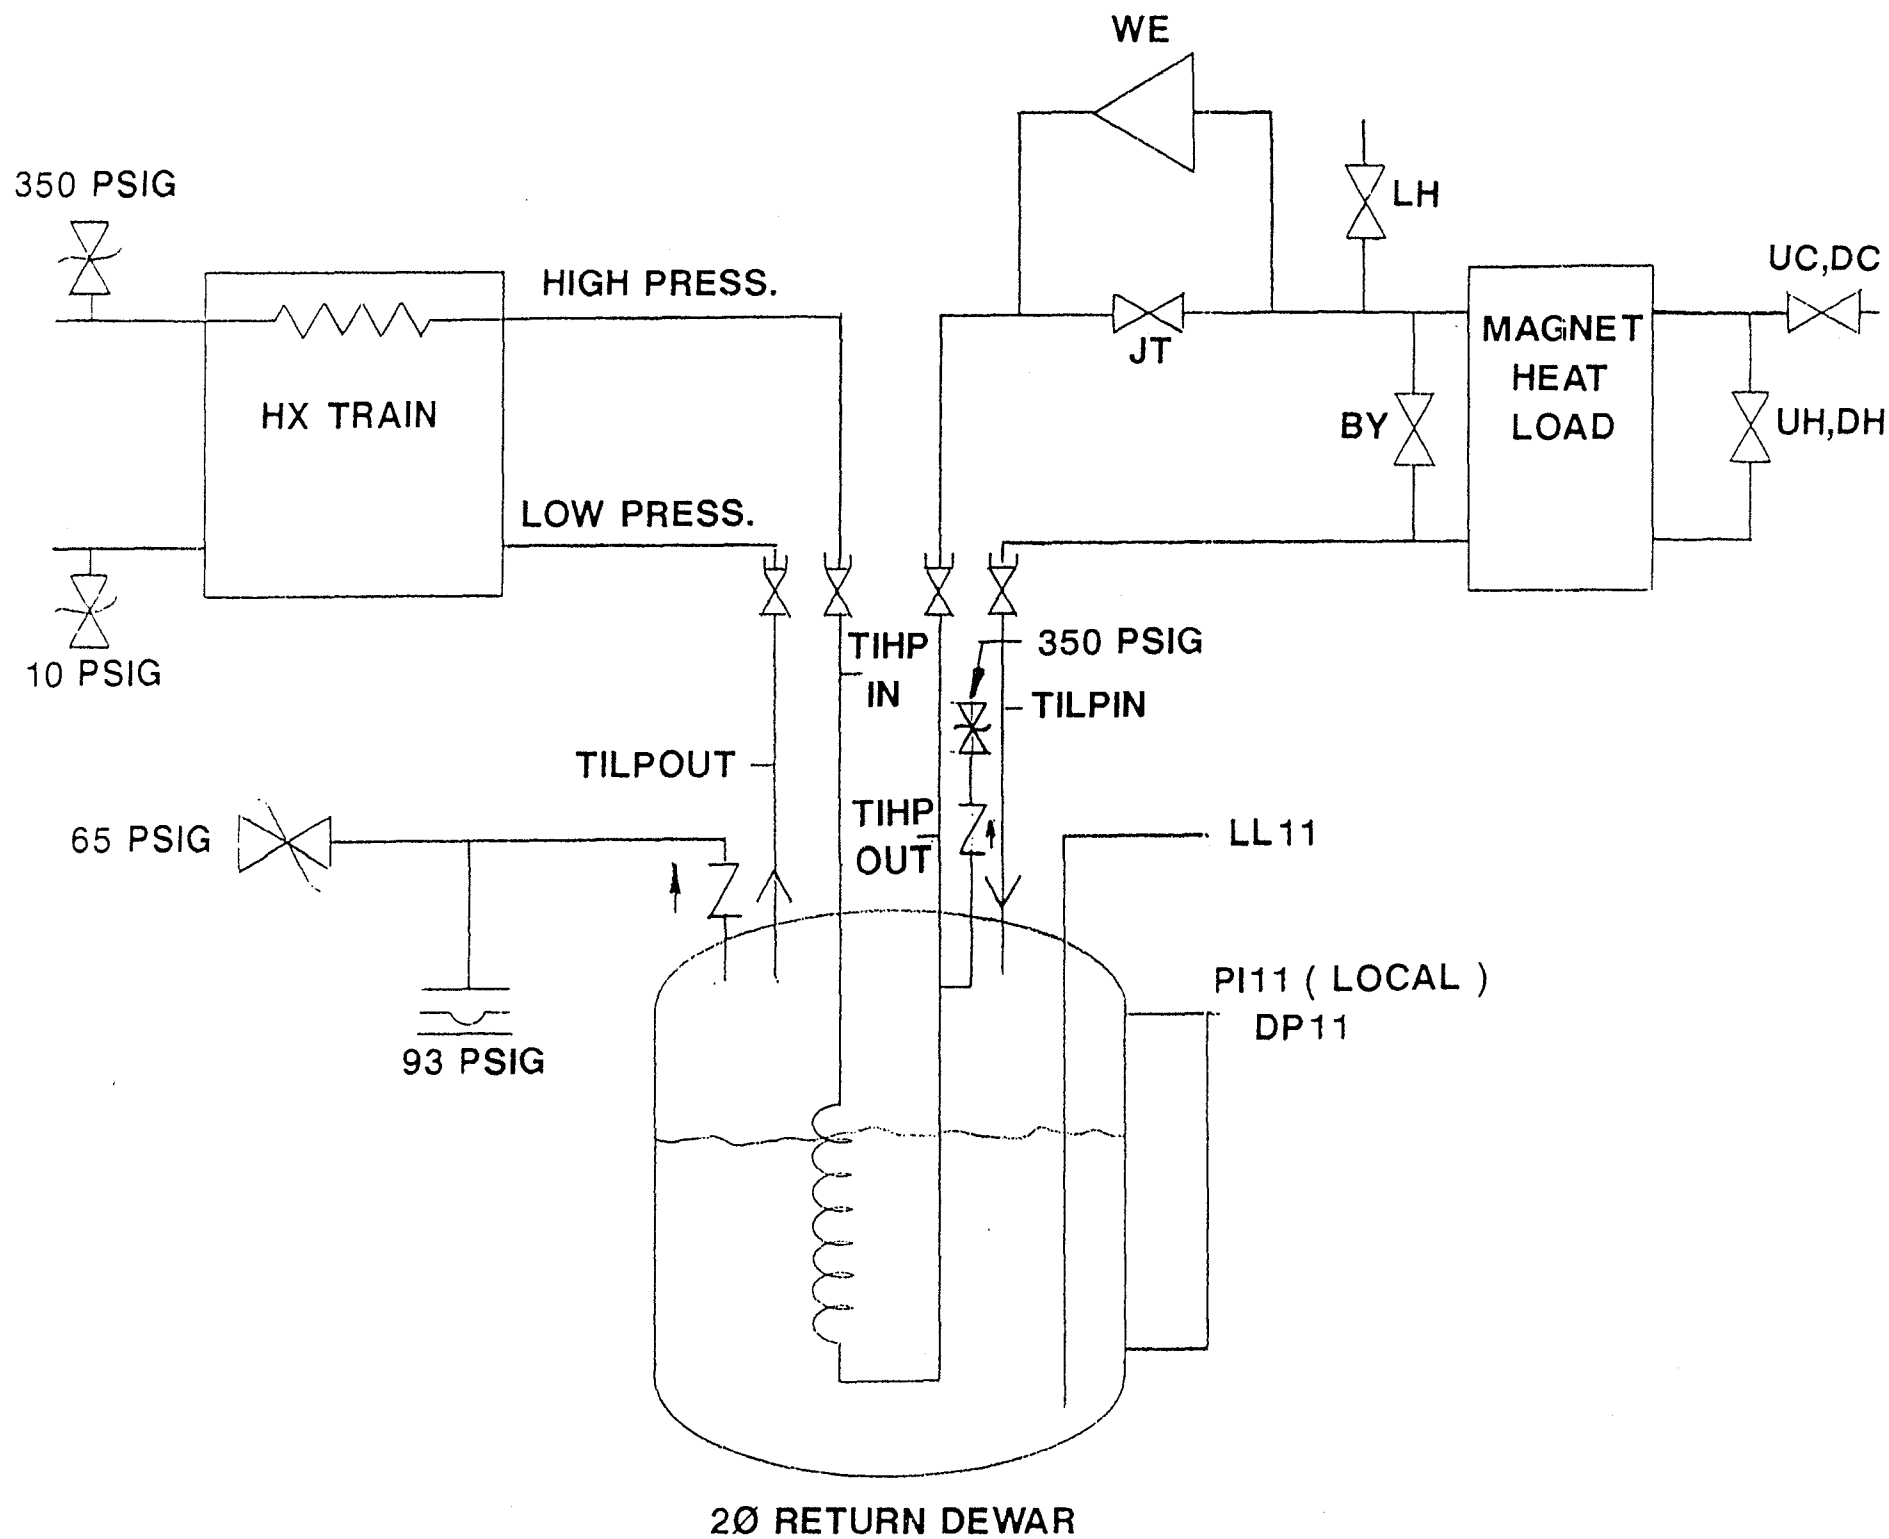 WE
350 PSIG
LH
UC,DC
HIGH PRESS.
MAGNET
HEAT
LOAD
JT
HX TRAIN
BY
UH,DH
LOW PRESS.
10 PSIG
TIHP
IN
350 PSIG
TILPIN
TILPOUT
TIHP
OUT
65 PSIG
LL11
PI11 ( LOCAL )
DP11
93 PSIG
2Ø RETURN DEWAR